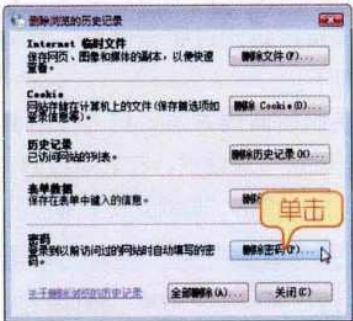 删除浏览的历史记录
Internet 临时文件
保存网页、图像和媒体的副本，以便快速
查看。
删除文件(F)...
Cookie
网站存储在计算机上的文件(保存首选项如
登录信息等)。
删除 Cookie(O)...
历史记录
已访问网站的列表。
删除历史记录(H)...
表单数据
保存在表单中键入的信息。
删除
单击
密码
登录到以前访问过的网站时自动填写的密
码。
删除密码(P)...
关于删除浏览的历史记录
全部删除(A)...
关闭(C)